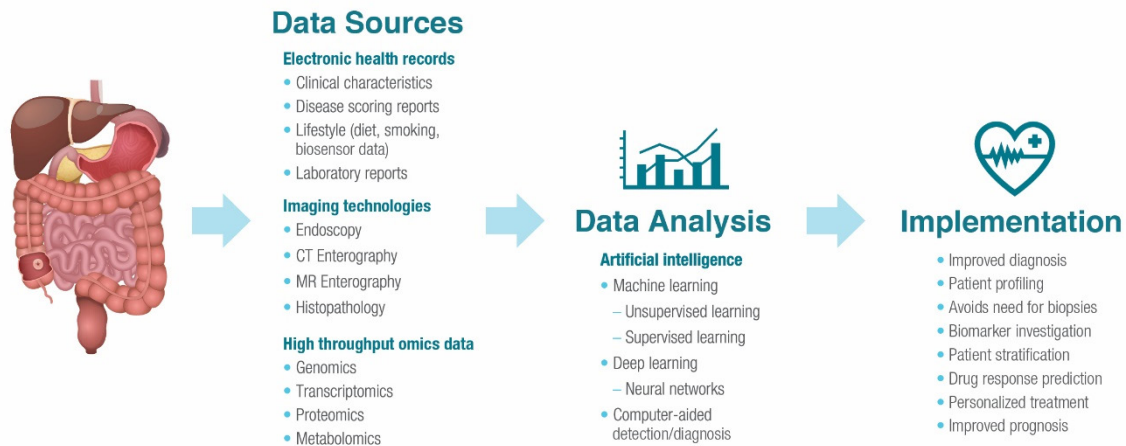 Data Sources
Electronic health records
• Clinical characteristics
• Disease scoring reports
• Lifestyle (diet, smoking,
biosensor data)
• Laboratory reports
Imaging technologies
• Endoscopy
• CT Enterography
• MR Enterography
• Histopathology
High throughput omics data
• Genomics
• Transcriptomics
• Proteomics
• Metabolomics
Data Analysis
Artificial intelligence
• Machine learning
– Unsupervised learning
– Supervised learning
• Deep learning
– Neural networks
• Computer-aided
detection/diagnosis
Implementation
• Improved diagnosis
• Patient profiling
• Avoids need for biopsies
• Biomarker investigation
• Patient stratification
• Drug response prediction
• Personalized treatment
• Improved prognosis